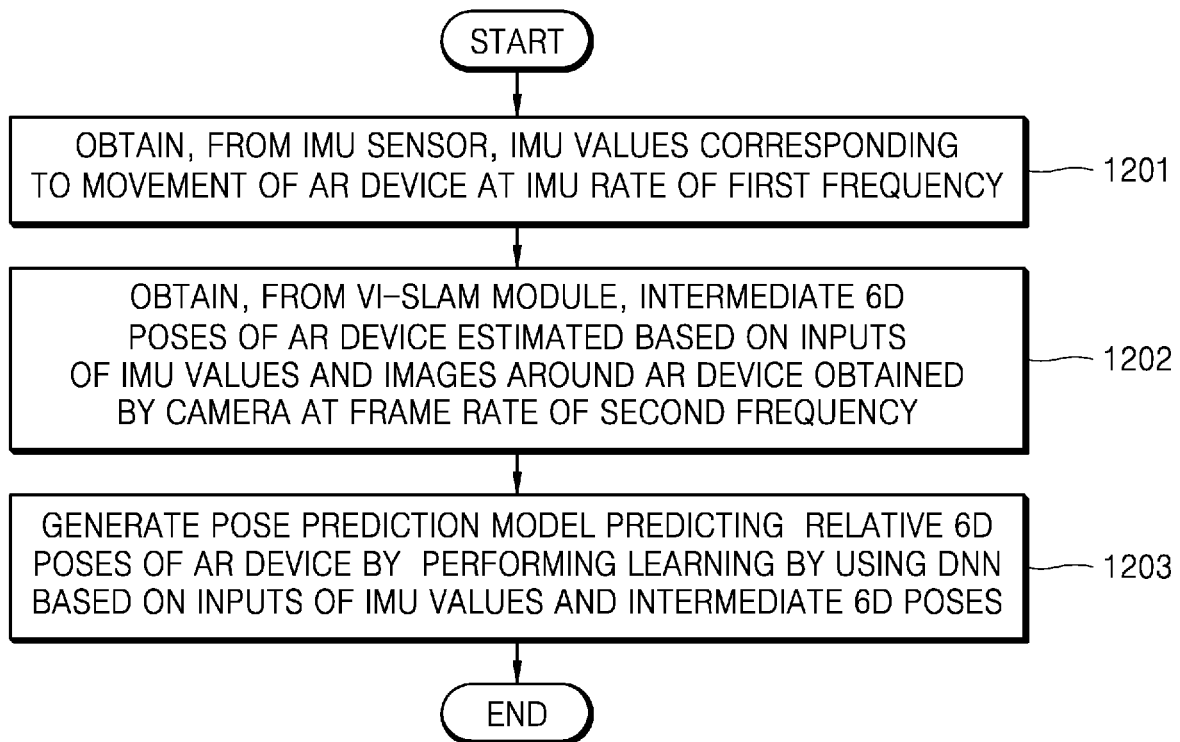 START
OBTAIN, FROM IMU SENSOR, IMU VALUES CORRESPONDING
TO MOVEMENT OF AR DEVICE AT IMU RATE OF FIRST FREQUENCY
1201
OBTAIN, FROM VI-SLAM MODULE, INTERMEDIATE 6D
POSES OF AR DEVICE ESTIMATED BASED ON INPUTS
OF IMU VALUES AND IMAGES AROUND AR DEVICE OBTAINED
BY CAMERA AT FRAME RATE OF SECOND FREQUENCY
1202
GENERATE POSE PREDICTION MODEL PREDICTING RELATIVE 6D
POSES OF AR DEVICE BY PERFORMING LEARNING BY USING DNN
BASED ON INPUTS OF IMU VALUES AND INTERMEDIATE 6D POSES
1203
END